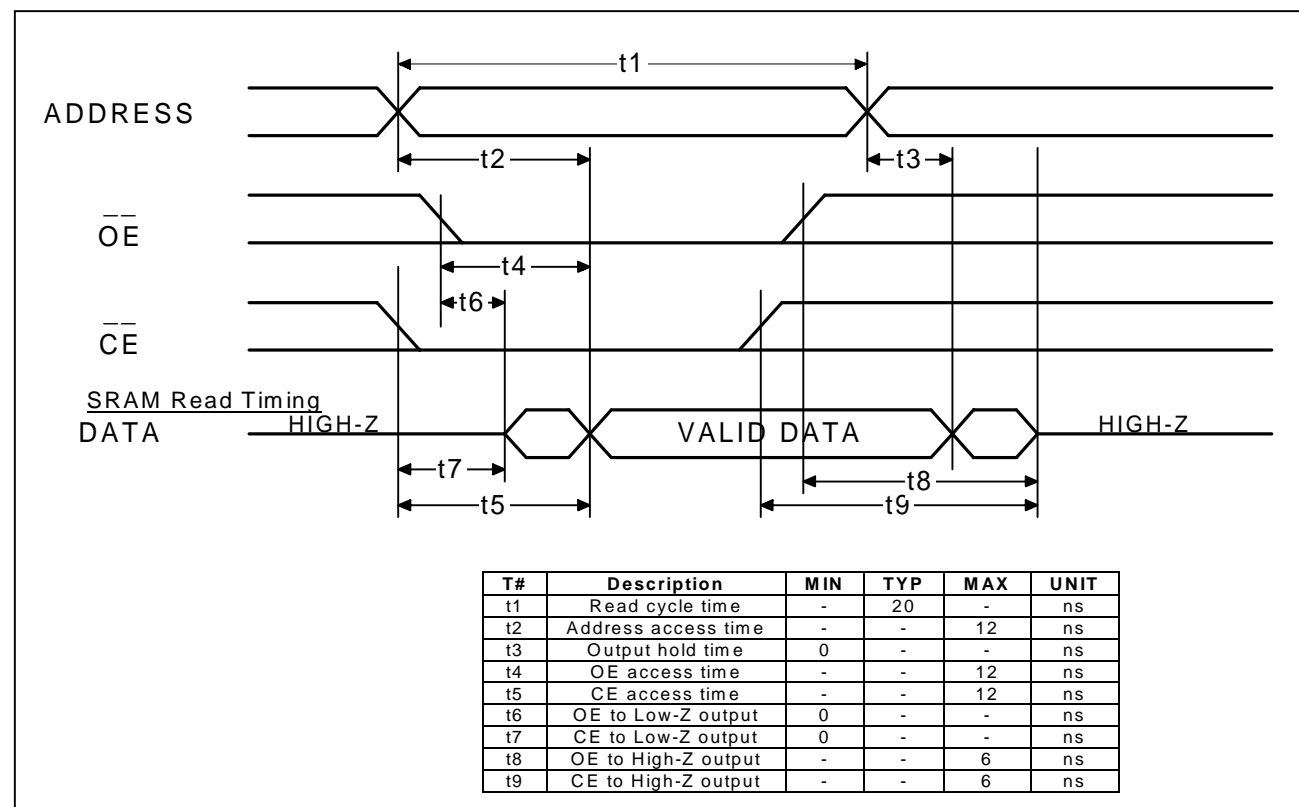 t1
ADDRESS
t2
t3
OE
t4
t6
CE
SRAM Read Timing
DATA
HIGH-Z
VALID DATA
HIGH-Z
t7
t8
t5
t9
T# Description MIN TYP MAX UNIT
t1 Read cycle time - 20 - ns
t2 Address access time - - 12 ns
t3 Output hold time 0 - - ns
t4 OE access time - - 12 ns
t5 CE access time - - 12 ns
t6 OE to Low-Z output 0 - - ns
t7 CE to Low-Z output 0 - - ns
t8 OE to High-Z output - - 6 ns
t9 CE to High-Z output - - 6 ns